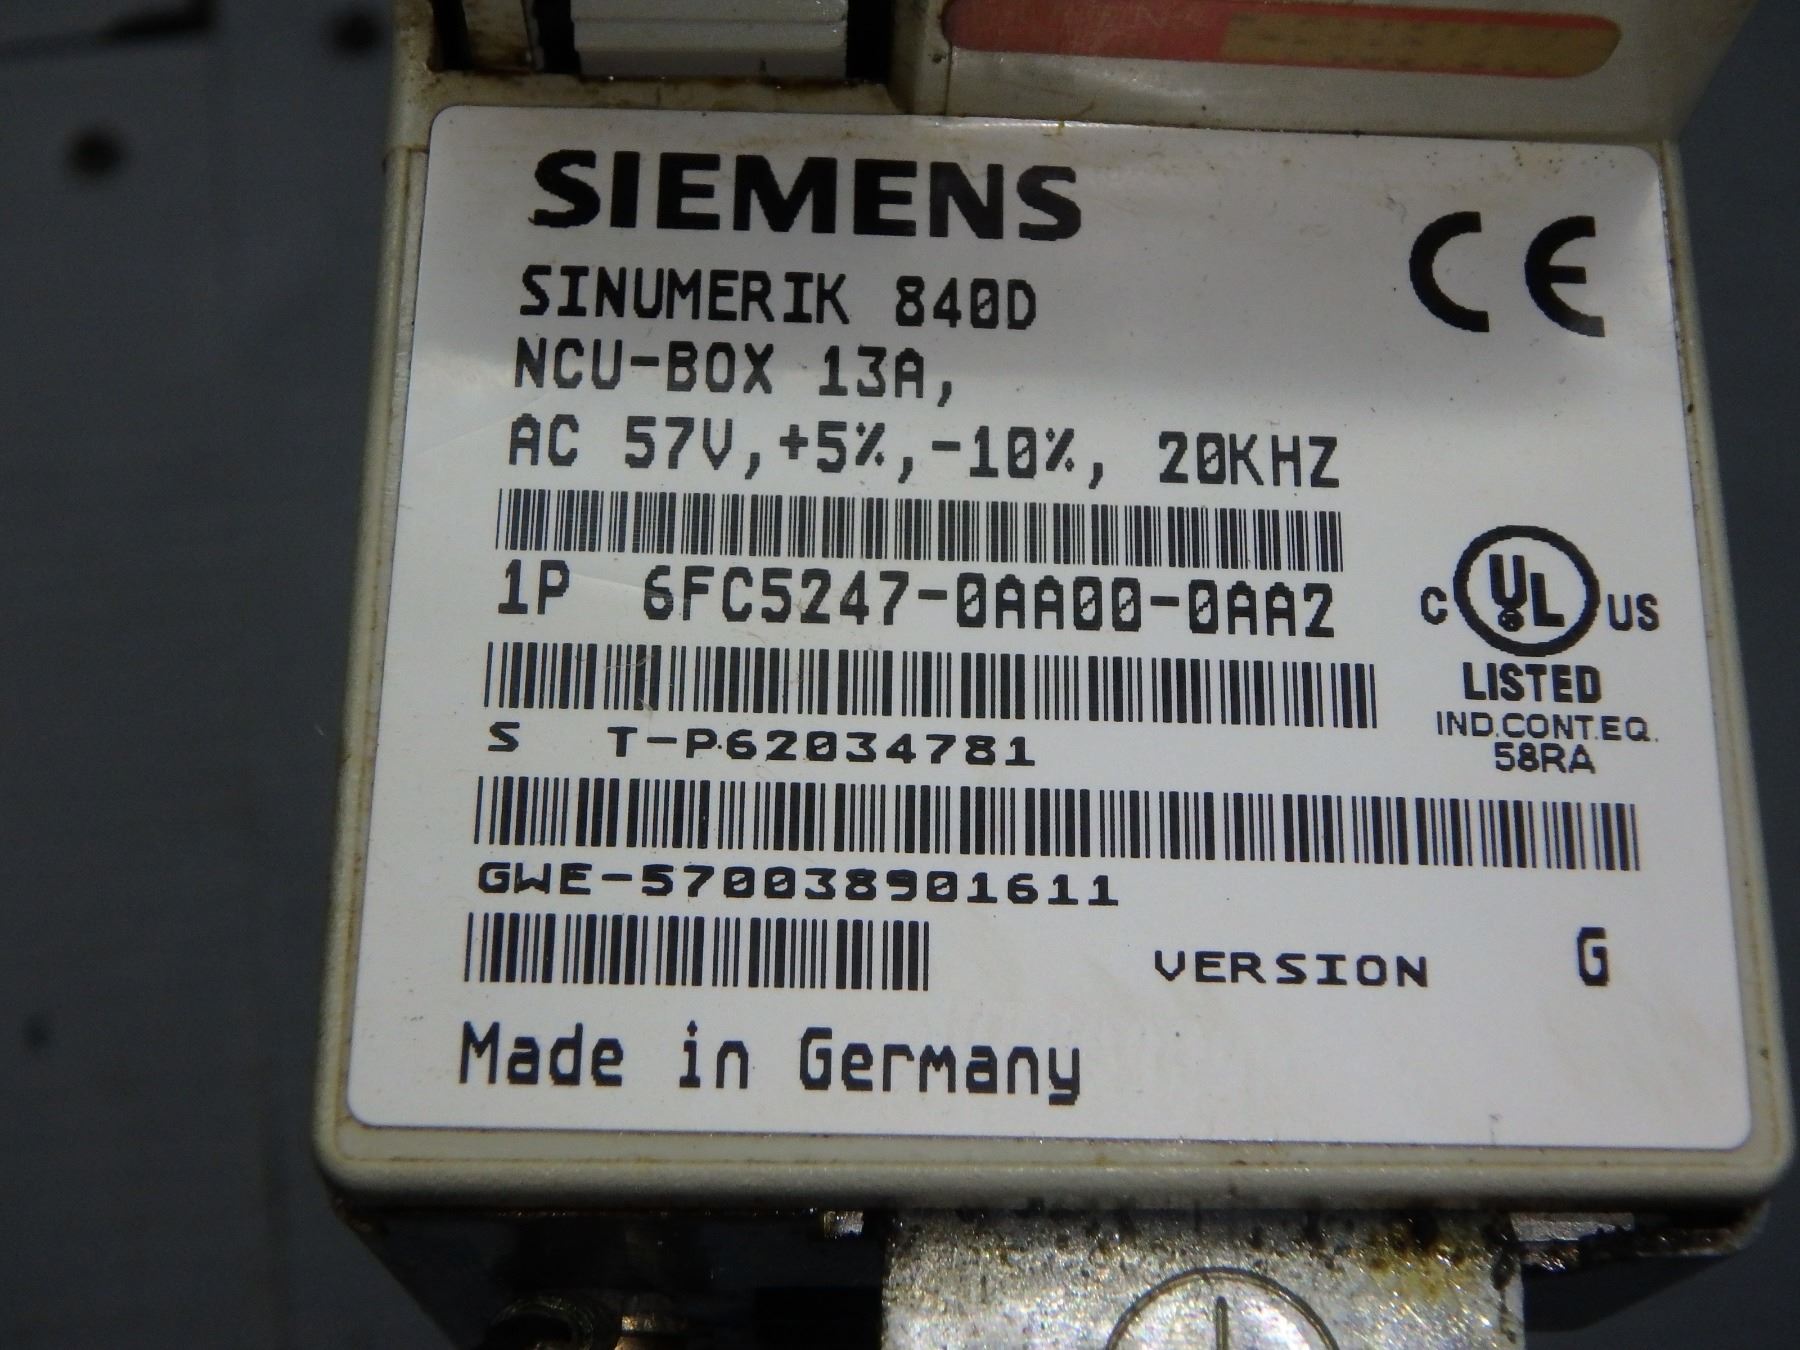 SIEMENS
CE
SINUMERIK 840D
NCU-BOX 13A,
AC 57V,+5%,-10%, 20KHZ
1P 6FC5247-0AA00-0AA2
C UL US
LISTED
IND.CONT.EQ.
58RA
S T-P62034781
GWE-570038901611
VERSION G
Made in Germany